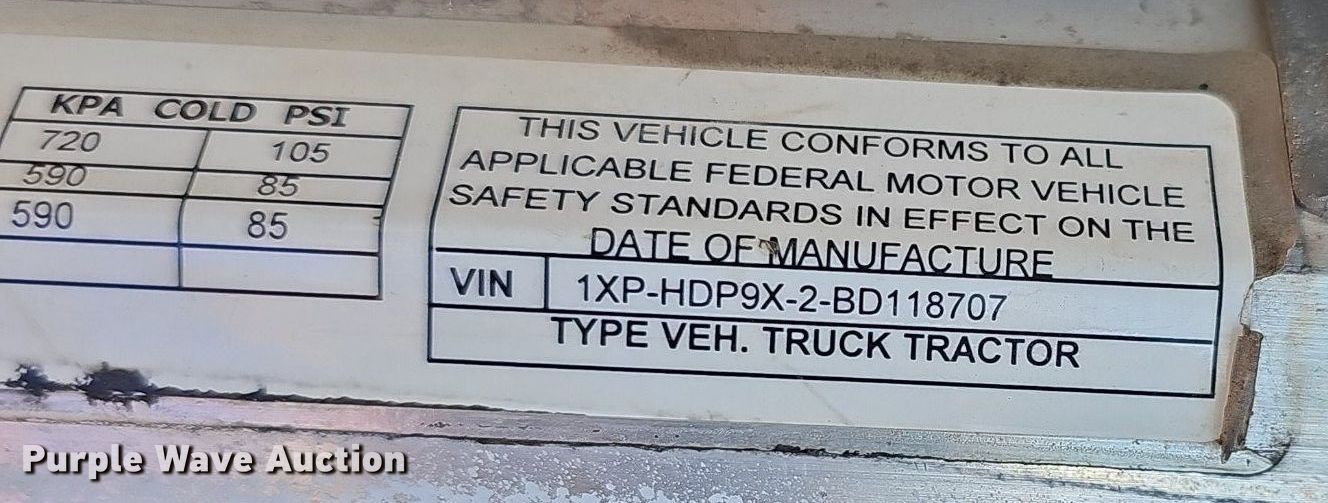 KPA COLD PSI
720 105
590 85
590 85
THIS VEHICLE CONFORMS TO ALL
APPLICABLE FEDERAL MOTOR VEHICLE
SAFETY STANDARDS IN EFFECT ON THE
DATE OF MANUFACTURE
VIN 1XP-HDP9X-2-BD118707
TYPE VEH. TRUCK TRACTOR
Purple Wave Auction